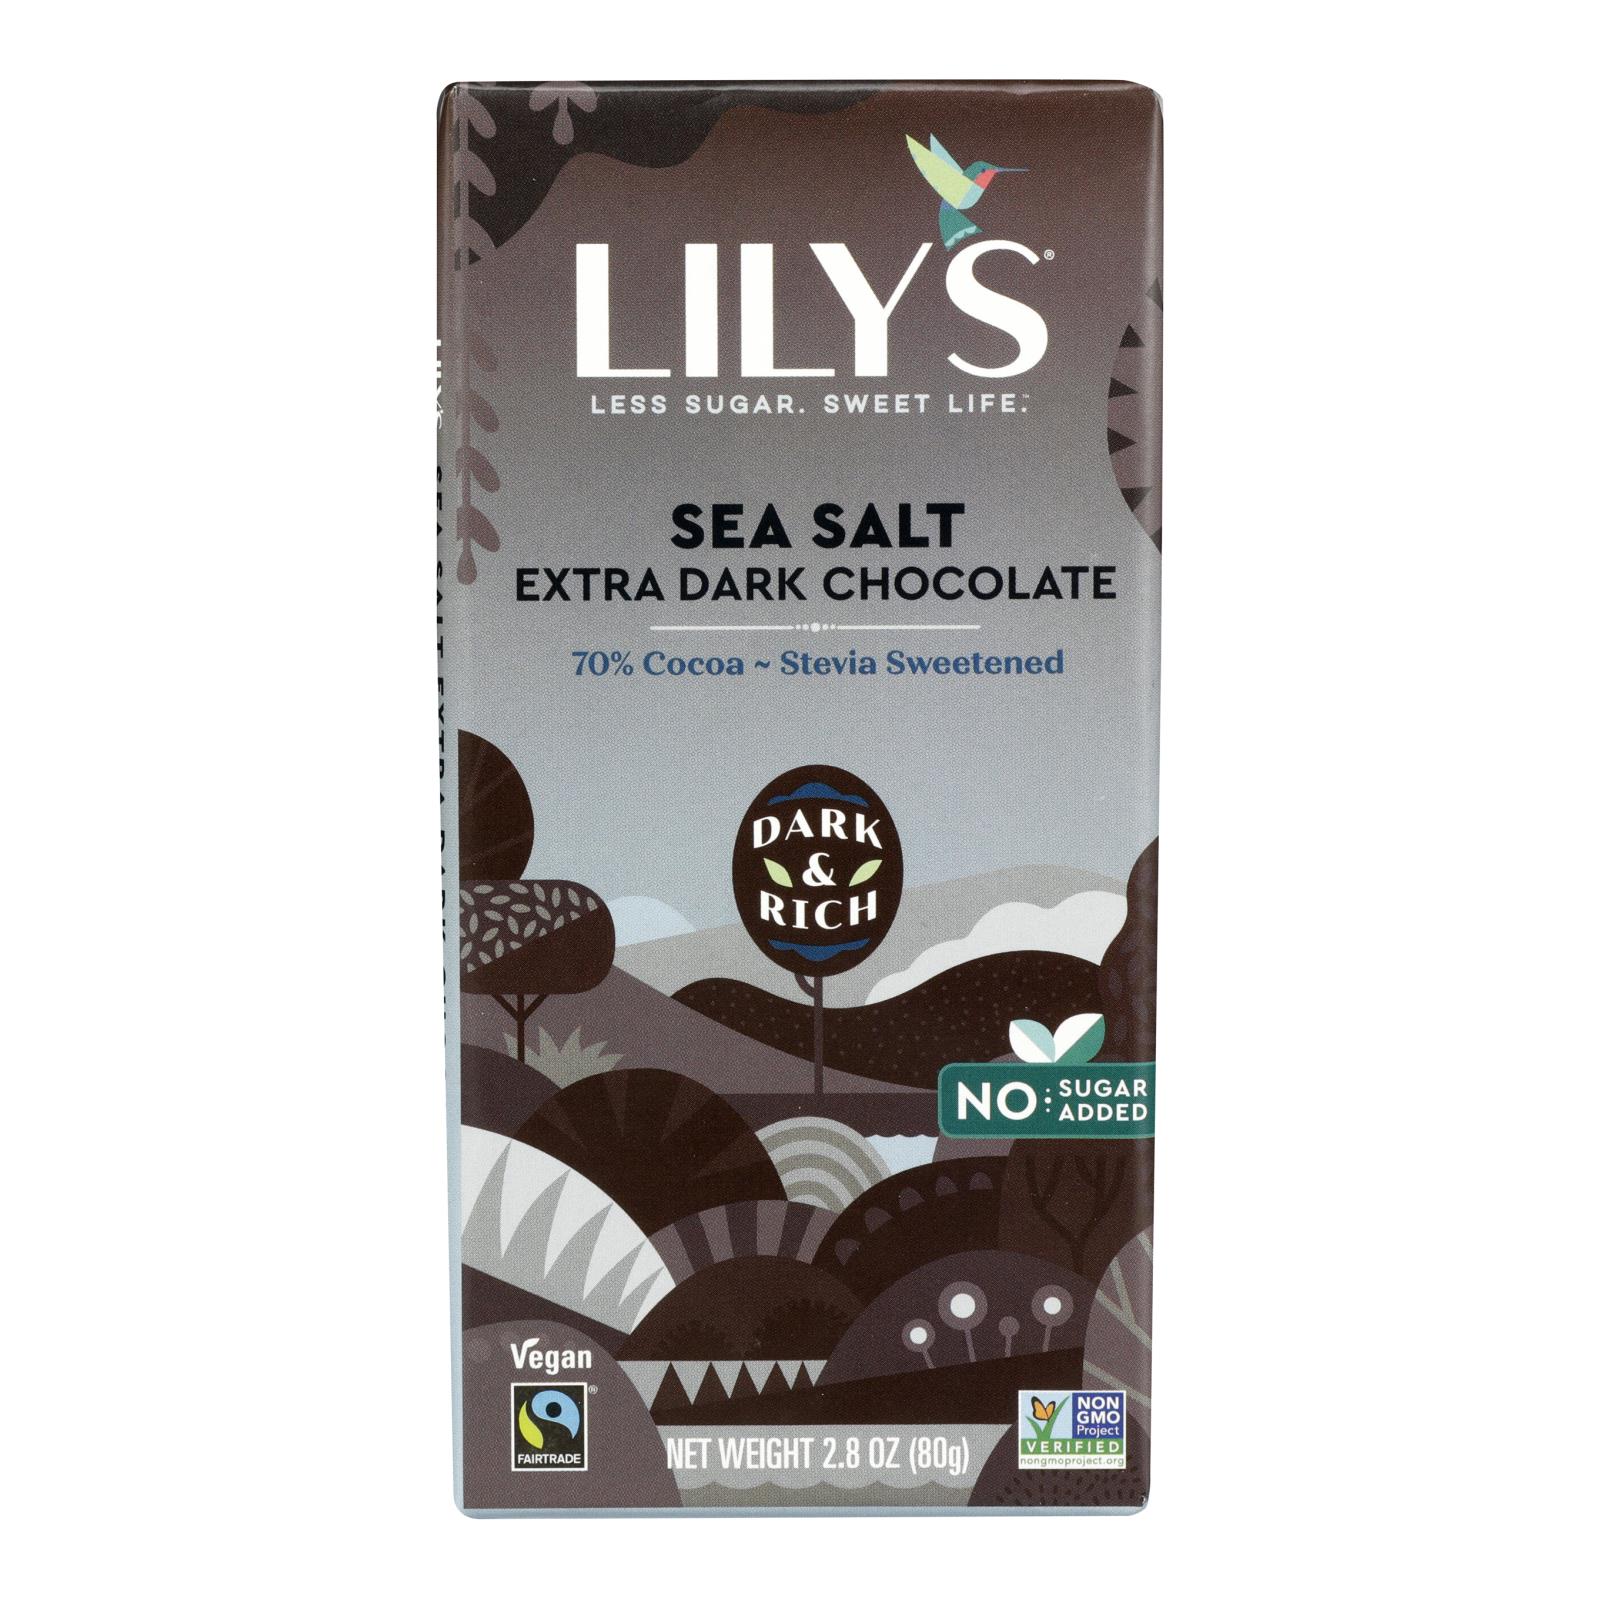 LILY'S®
LESS SUGAR. SWEET LIFE.™
SEA SALT
EXTRA DARK CHOCOLATE
70% Cocoa ~ Stevia Sweetened
DARK
&
RICH
NO: SUGAR
ADDED
Vegan
FAIRTRADE
®
NET WEIGHT 2.8 OZ (80g)
NON
GMO
Project
VERIFIED
nongmoproject.org